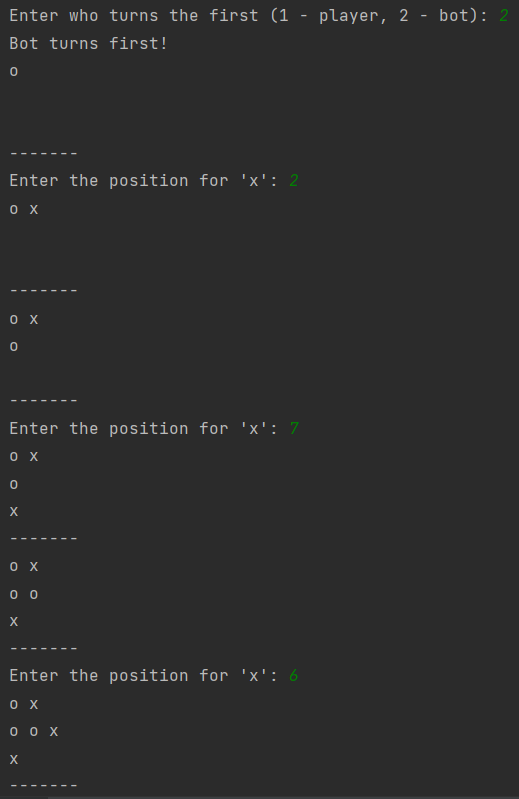 Enter who turns the first (1 - player, 2 - bot): 2
Bot turns first!
o
-------
Enter the position for 'x': 2
o x
-------
o x
o
-------
Enter the position for 'x': 7
o x
o
x
-------
o x
o o
x
-------
Enter the position for 'x': 6
o x
o o x
x
-------